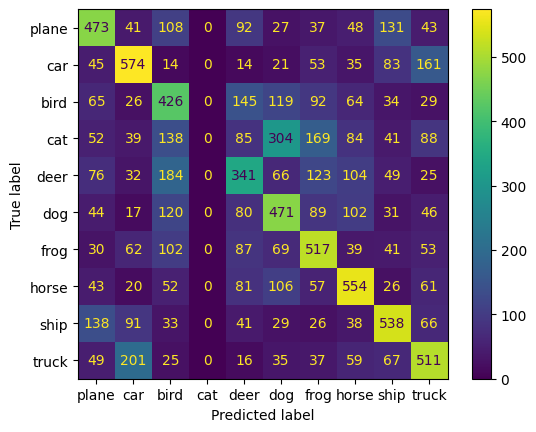 plane 473 41 108 0 92 27 37 48 131 43
car 45 574 14 0 14 21 53 35 83 161
bird 65 26 426 0 145 119 92 64 34 29
cat 52 39 138 0 85 304 169 84 41 88
deer 76 32 184 0 341 66 123 104 49 25
dog 44 17 120 0 80 471 89 102 31 46
frog 30 62 102 0 87 69 517 39 41 53
horse 43 20 52 0 81 106 57 554 26 61
ship 138 91 33 0 41 29 26 38 538 66
truck 49 201 25 0 16 35 37 59 67 511
plane car bird cat deer dog frog horse ship truck
Predicted label
True label
500
400
300
200
100
0